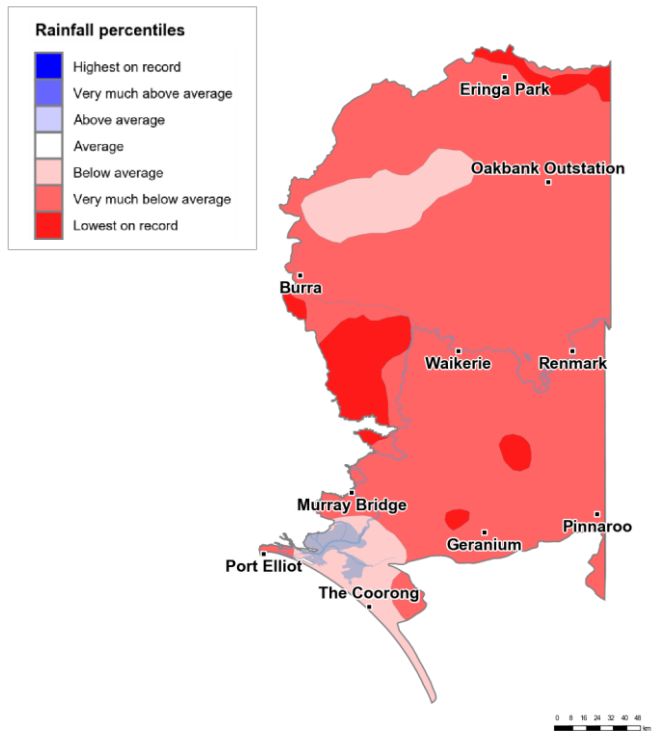 Rainfall percentiles
Highest on record
Very much above average
Above average
Average
Below average
Very much below average
Lowest on record
Eringa Park
Oakbank Outstation
Burra
Waikerie
Renmark
Murray Bridge
Pinnaroo
Geranium
Port Elliot
The Coorong
0 8 16 24 32 40 48
km